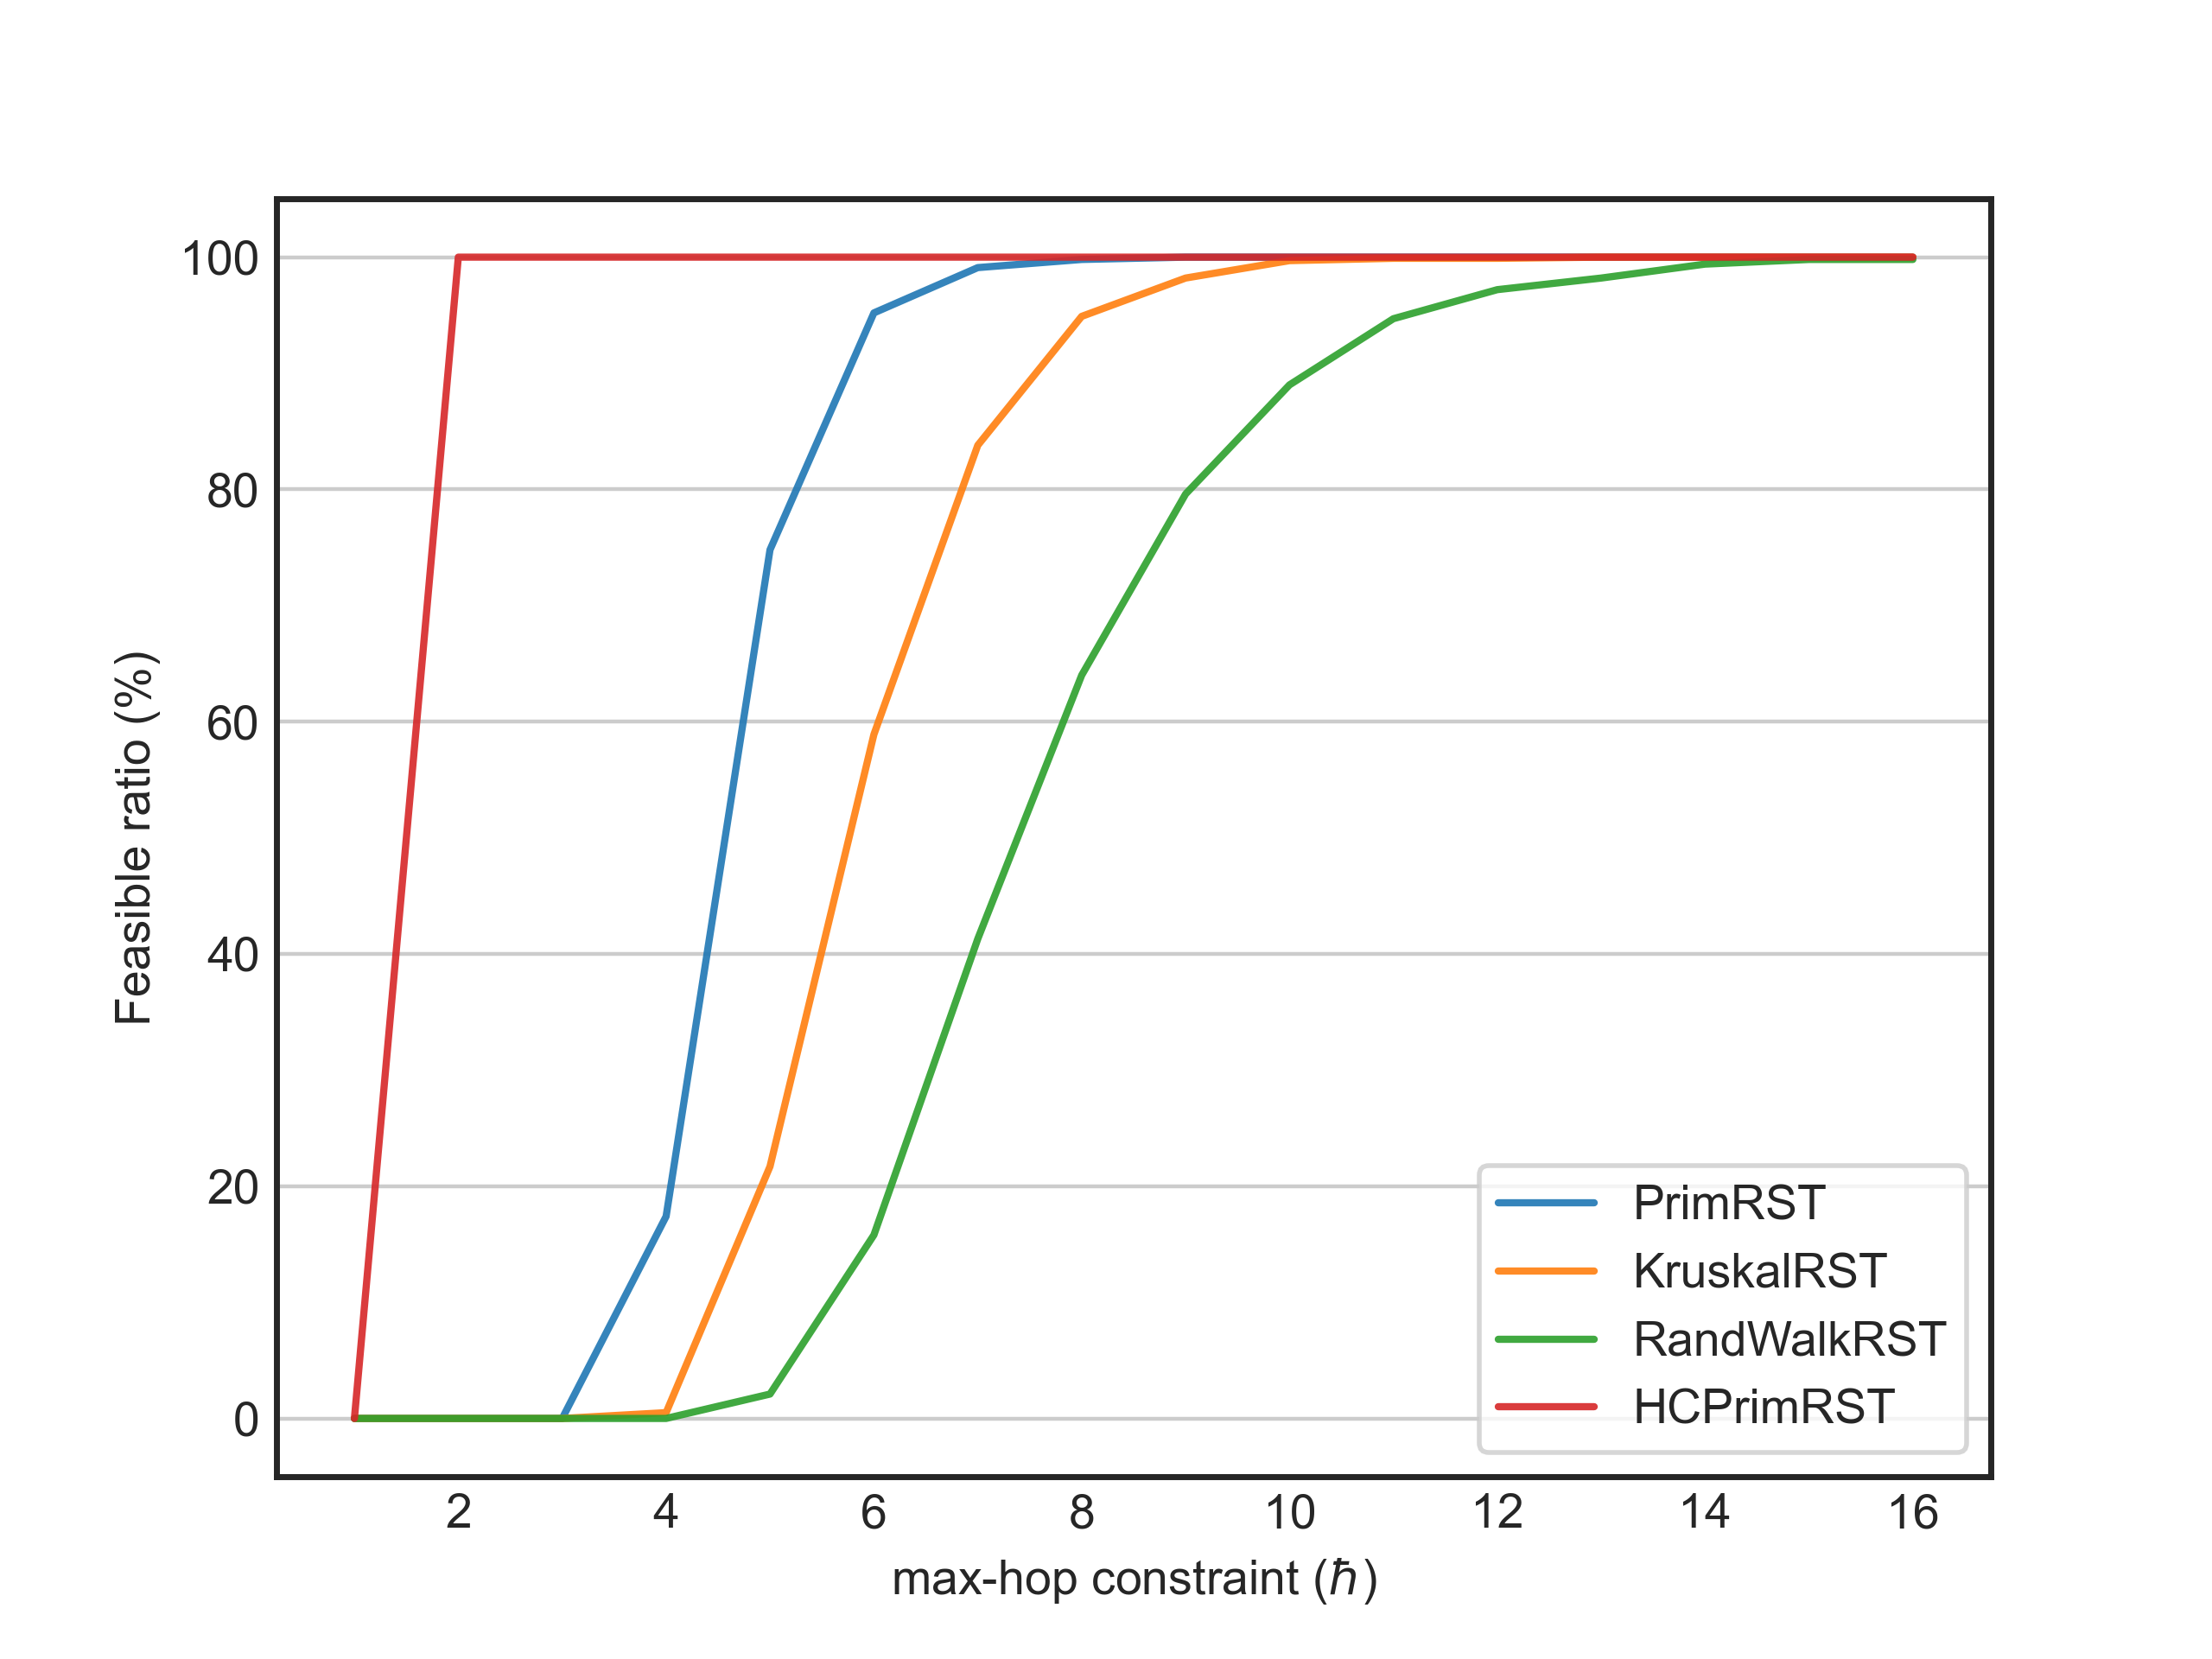 Feasible ratio (%)
100
80
60
40
20
0
2 4 6 8 10 12 14 16
max-hop constraint (ħ)
PrimRST
KruskalRST
RandWalkRST
HCPrimRST